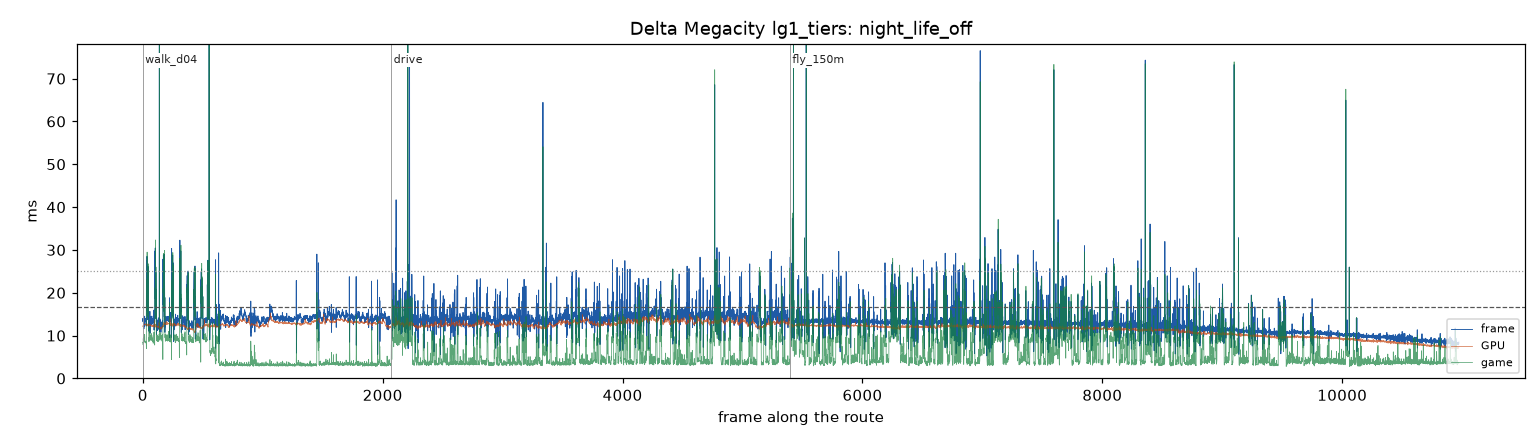 Delta Megacity lg1_tiers: night_life_off
walk_d04
drive
fly_150m
70
60
50
40
30
20
10
0
ms
0
2000
4000
6000
8000
10000
frame along the route
frame
GPU
game